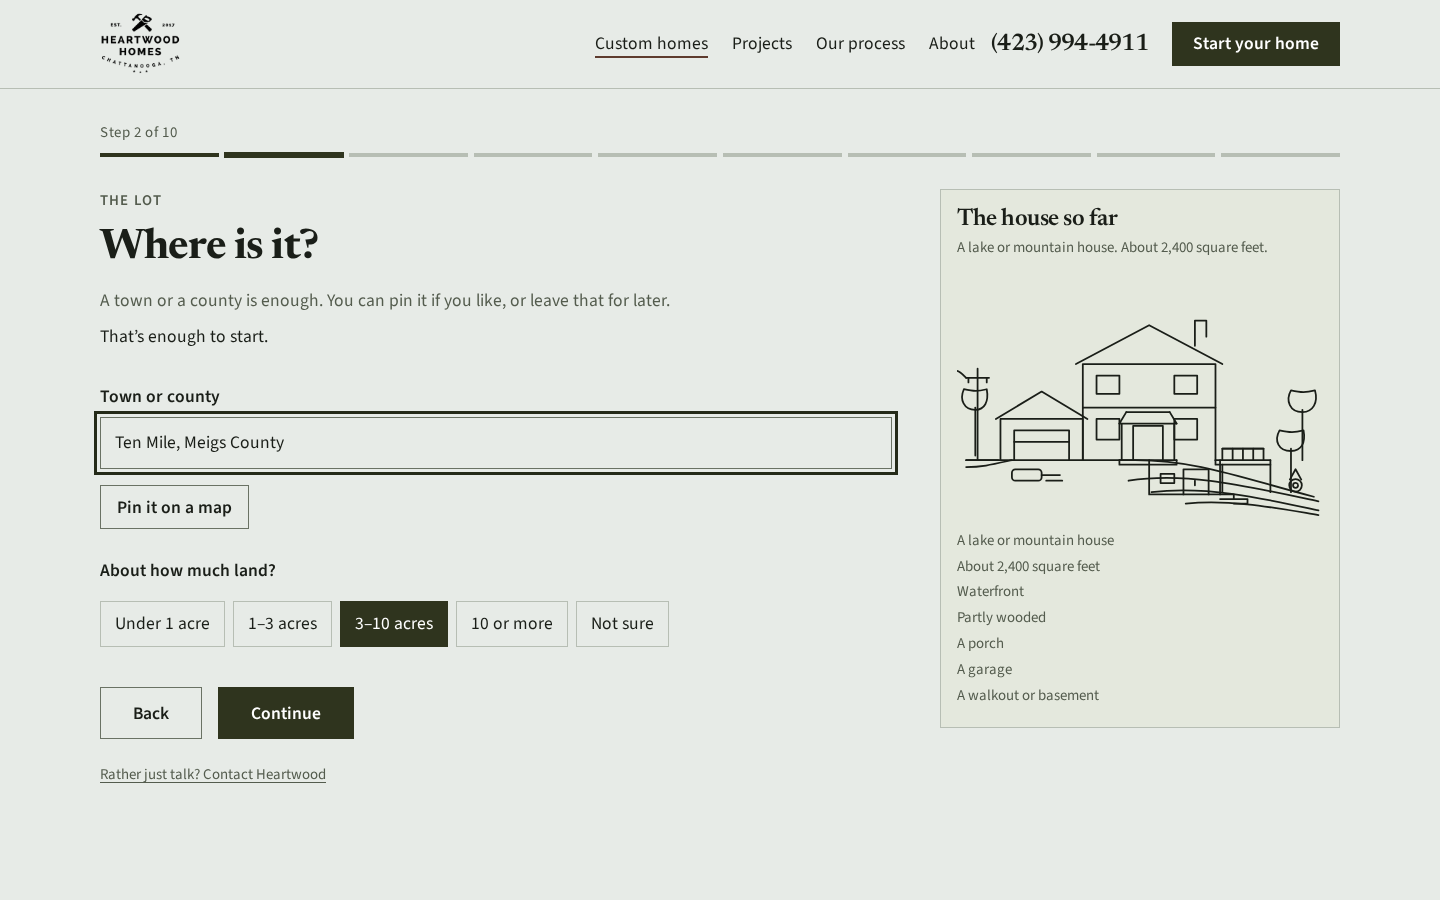 EST. 2017
HEARTWOOD
HOMES
CHATTANOOGA, TN
Custom homes
Projects
Our process
About
(423) 994-4911
Start your home
Step 2 of 10
THE LOT
Where is it?
A town or a county is enough. You can pin it if you like, or leave that for later.
That’s enough to start.
Town or county
Ten Mile, Meigs County
Pin it on a map
About how much land?
Under 1 acre
1–3 acres
3–10 acres
10 or more
Not sure
Back
Continue
Rather just talk? Contact Heartwood
The house so far
A lake or mountain house. About 2,400 square feet.
A lake or mountain house
About 2,400 square feet
Waterfront
Partly wooded
A porch
A garage
A walkout or basement